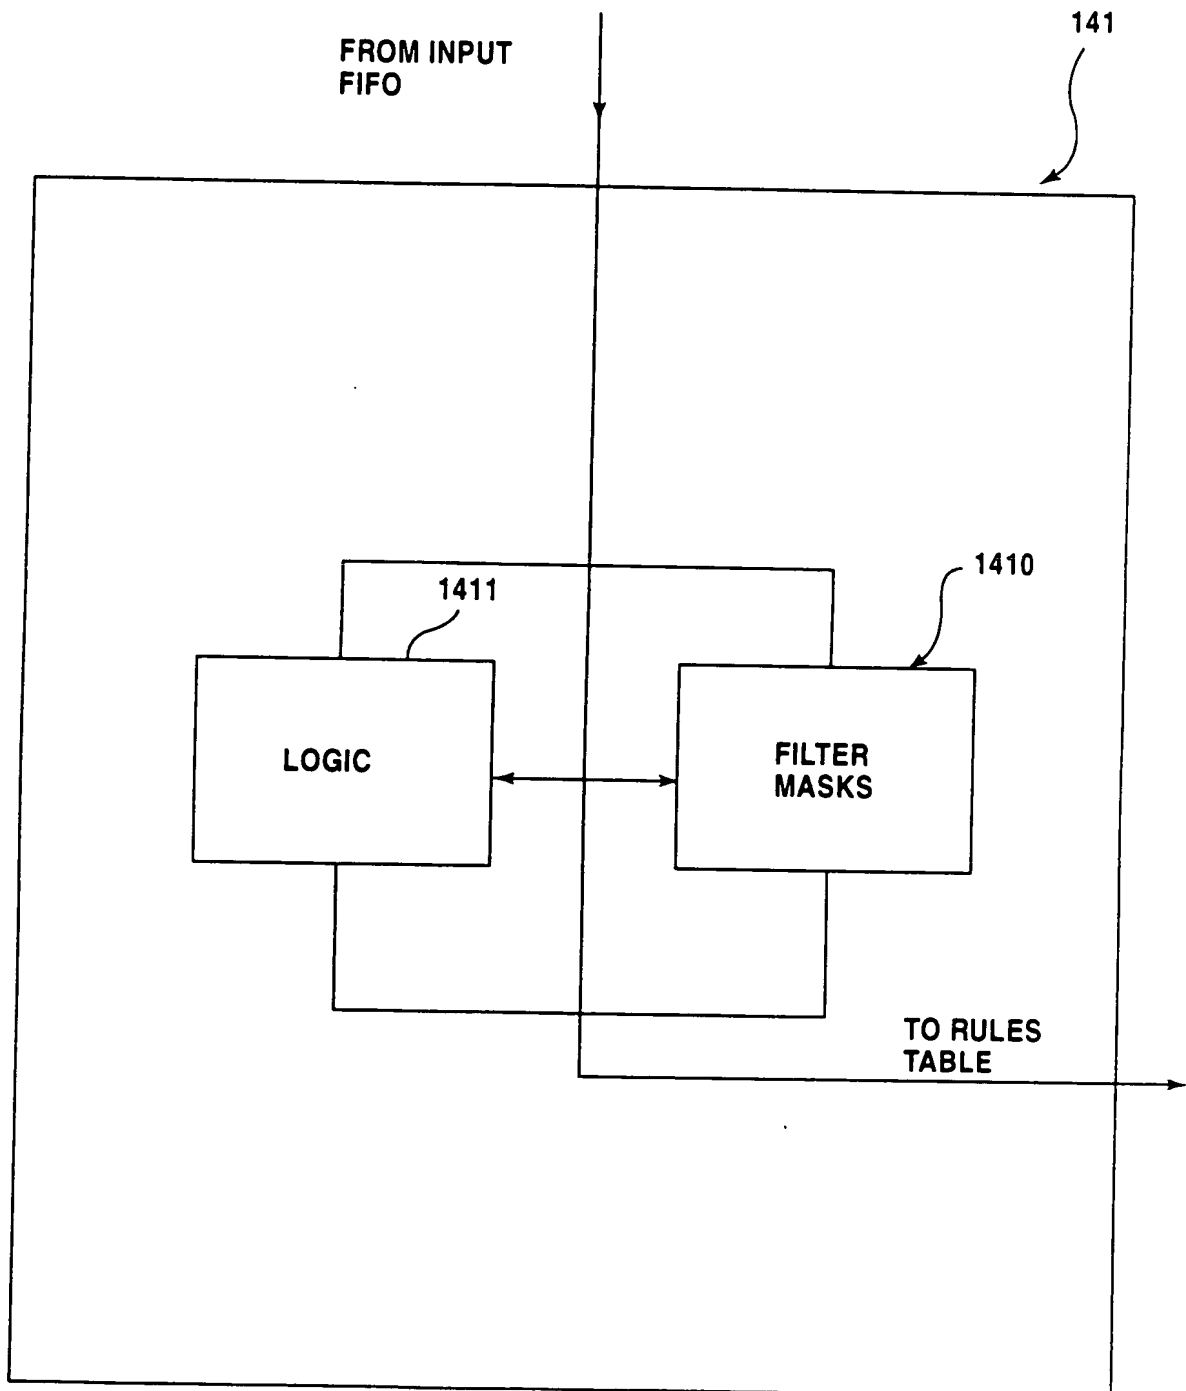 FROM INPUT
FIFO
141
1411
1410
LOGIC
FILTER
MASKS
TO RULES
TABLE